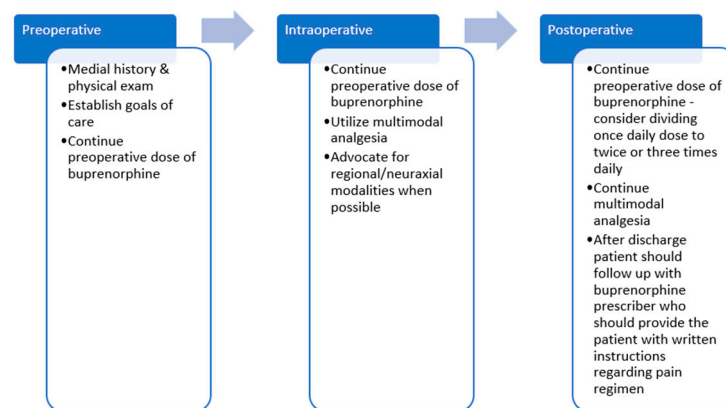 Preoperative
•Medial history &
physical exam
•Establish goals of
care
•Continue
preoperative dose of
buprenorphine
Intraoperative
•Continue
preoperative dose of
buprenorphine
•Utilize multimodal
analgesia
•Advocate for
regional/neuraxial
modalities when
possible
Postoperative
•Continue
preoperative dose of
buprenorphine -
consider dividing
once daily dose to
twice or three times
daily
•Continue
multimodal
analgesia
•After discharge
patient should
follow up with
buprenorphine
prescriber who
should provide the
patient with written
instructions
regarding pain
regimen